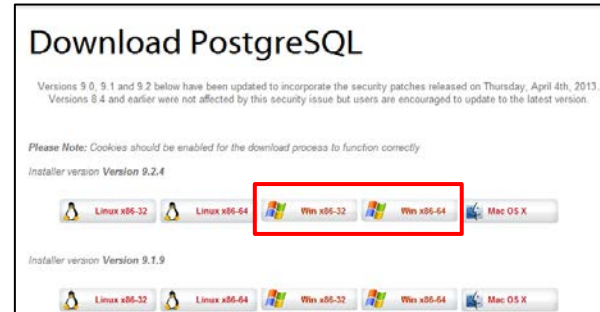 Download PostgreSQL
Versions 9.0, 9.1 and 9.2 below have been updated to incorporate the security patches released on Thursday, April 4th, 2013.
Versions 8.4 and earlier were not affected by this security issue but users are encouraged to update to the latest version.
Please Note: Cookies should be enabled for the download process to function correctly
Installer version Version 9.2.4
Linux x86-32 Linux x86-64 Win x86-32 Win x86-64 Mac OS X
Installer version Version 9.1.9
Linux x86-32 Linux x86-64 Win x86-32 Win x86-64 Mac OS X